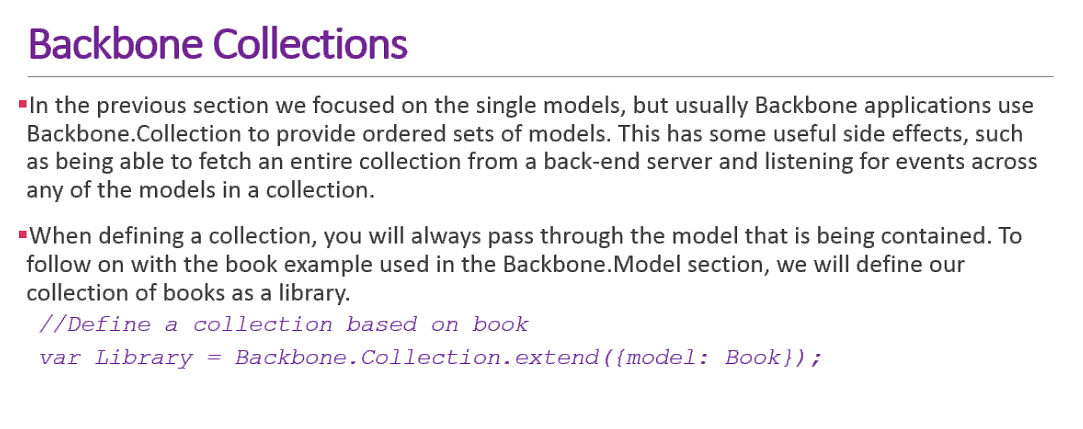 Backbone Collections
▪In the previous section we focused on the single models, but usually Backbone applications use
Backbone.Collection to provide ordered sets of models. This has some useful side effects, such
as being able to fetch an entire collection from a back-end server and listening for events across
any of the models in a collection.
▪When defining a collection, you will always pass through the model that is being contained. To
follow on with the book example used in the Backbone.Model section, we will define our
collection of books as a library.
//Define a collection based on book
var Library = Backbone.Collection.extend({model: Book});